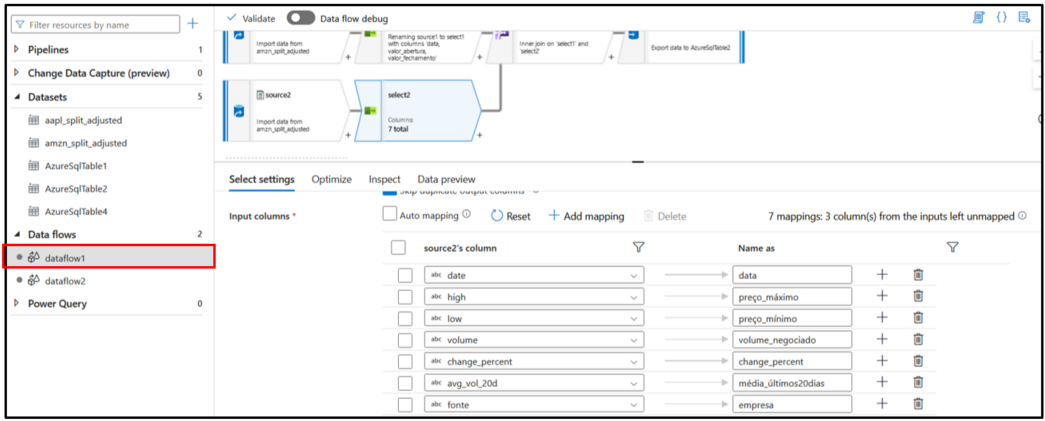 Filter resources by name
Pipelines 1
Change Data Capture (preview) 0
Datasets 5
aapl_split_adjusted
amzn_split_adjusted
AzureSqlTable1
AzureSqlTable2
AzureSqlTable4
Data flows 2
dataflow1
dataflow2
Power Query 0
Validate Data flow debug
Import data from
amzn_split_adjusted
Renaming source1 to select1
with columns 'data,
valor_abertura,
valor_fechamento'
Inner join on 'select1' and
'select2'
Export data to AzureSqlTable2
source2
Import data from
amzn_split_adjusted
select2
Columns:
7 total
Select settings Optimize Inspect Data preview
Skip duplicate output columns
Input columns * Auto mapping Reset Add mapping Delete 7 mappings: 3 column(s) from the inputs left unmapped
source2's column Name as
abc date data
abc high preço_máximo
abc low preço_mínimo
abc volume volume_negociado
abc change_percent change_percent
abc avg_vol_20d média_últimos20dias
abc fonte empresa